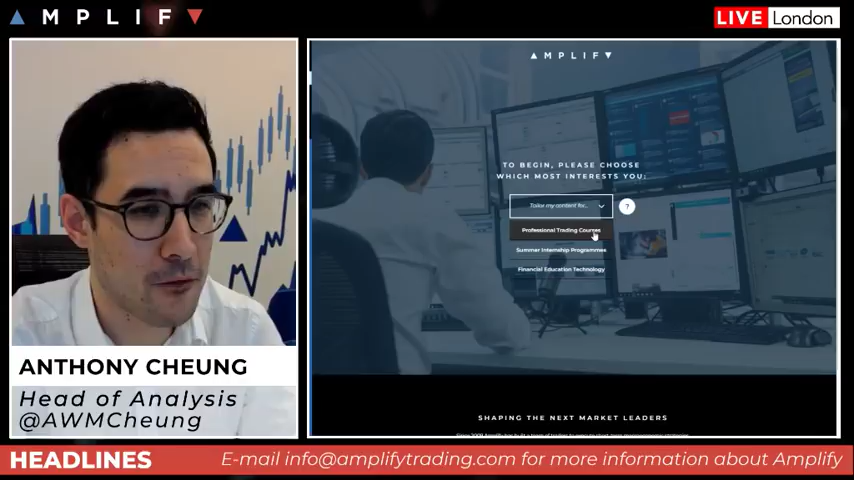 AMPLIFY
LIVE London
AMPLIFY
TO BEGIN, PLEASE CHOOSE
WHICH MOST INTERESTS YOU:
Tailor my content for...
?
Professional Trading Courses
Summer Internship Programmes
Financial Education Technology
SHAPING THE NEXT MARKET LEADERS
ANTHONY CHEUNG
Head of Analysis
@AWMCheung
HEADLINES
E-mail info@amplifytrading.com for more information about Amplify